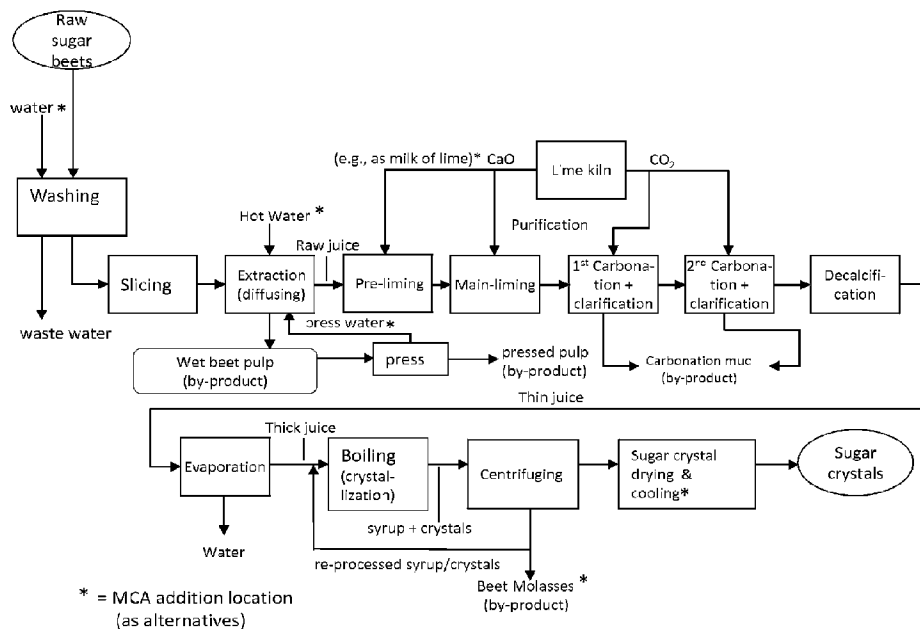 Raw
sugar
beets
water*
Washing
waste water
Slicing
Hot Water*
Extraction
(diffusing)
Raw juice
press water*
Wet beet pulp
(by-product)
press
pressed pulp
(by-product)
(e.g., as milk of lime)* CaO
Lime kiln
CO2
Purification
Pre-liming
Main-liming
1st Carbona-
tion +
clarification
2nd Carbona-
tion +
clarification
Decalcifi-
cation
Carbonation muc
(by-product)
Thin juice
Evaporation
Water
Thick juice
Boiling
(crystal-
lization)
syrup + crystals
re-processed syrup/crystals
Centrifuging
Beet Molasses*
(by-product)
Sugar crystal
drying &
cooling*
Sugar
crystals
* = MCA addition location
(as alternatives)